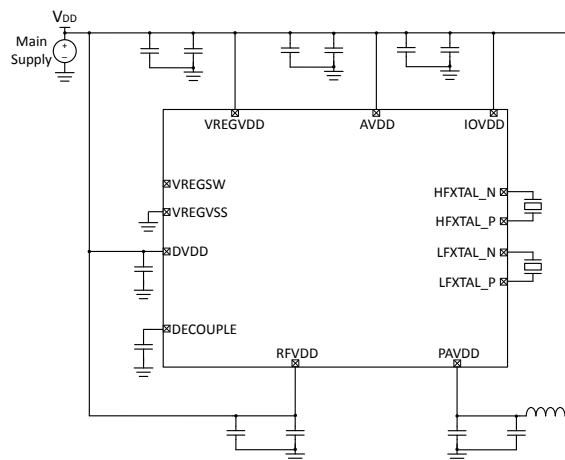 VDD
Main
Supply
+
–
VREGVDD
AVDD
IOVDD
VREGSW
HFXTAL_N
VREGVSS
HFXTAL_P
DVDD
LFXTAL_N
LFXTAL_P
DECOUPLE
RFVDD
PAVDD